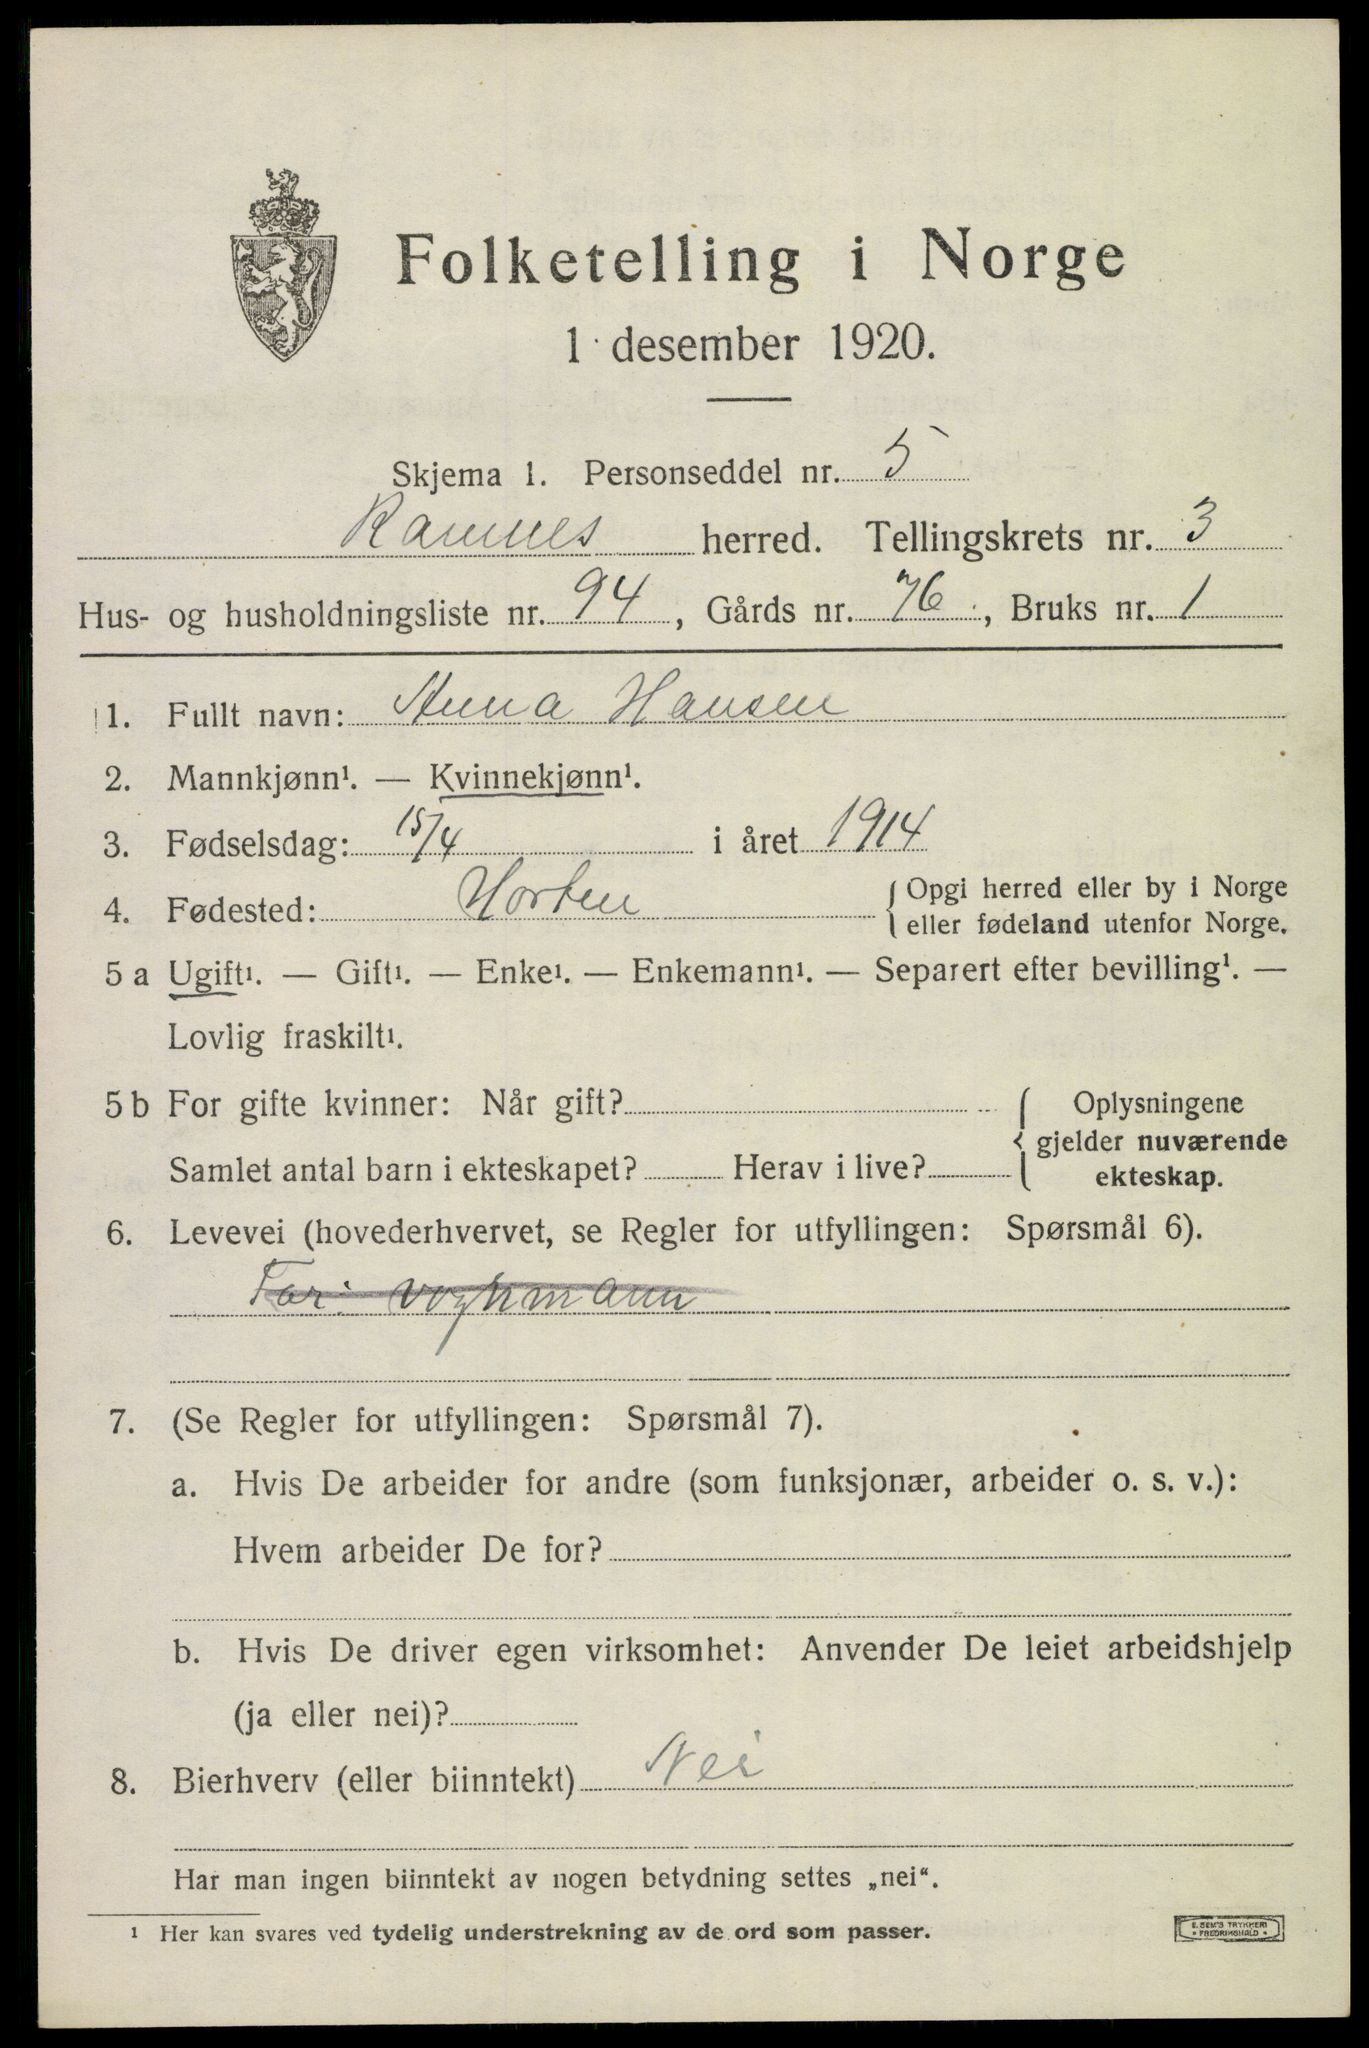 Folketelling i Norge
1 desember 1920.
Skjema 1. Personseddel nr. 5
Ramnes herred. Tellingskrets nr. 3
Hus- og husholdningsliste nr. 94, Gårds nr. 76, Bruks nr. 1
1. Fullt navn: Anna Hansen
2. Mannkjønn¹. — Kvinnekjønn¹.
3. Fødselsdag: 15/4 i året 1914
4. Fødested: Horten { Opgi herred eller by i Norge
eller fødeland utenfor Norge.
5 a Ugift¹. — Gift¹. — Enke¹. — Enkemann¹. — Separert efter bevilling¹. —
Lovlig fraskilt¹.
5 b For gifte kvinner: Når gift? { Oplysningene
gjelder nuværende
Samlet antal barn i ekteskapet? Herav i live? ekteskap.
6. Levevei (hovederhvervet, se Regler for utfyllingen: Spørsmål 6).
Far: vognmann
7. (Se Regler for utfyllingen: Spørsmål 7).
a. Hvis De arbeider for andre (som funksjonær, arbeider o. s. v.):
Hvem arbeider De for?
b. Hvis De driver egen virksomhet: Anvender De leiet arbeidshjelp
(ja eller nei)?
8. Bierhverv (eller biinntekt) Nei
Har man ingen biinntekt av nogen betydning settes „nei“.
¹ Her kan svares ved tydelig understrekning av de ord som passer.
E. SEM'S TRYKKERI
FREDRIKSHALD